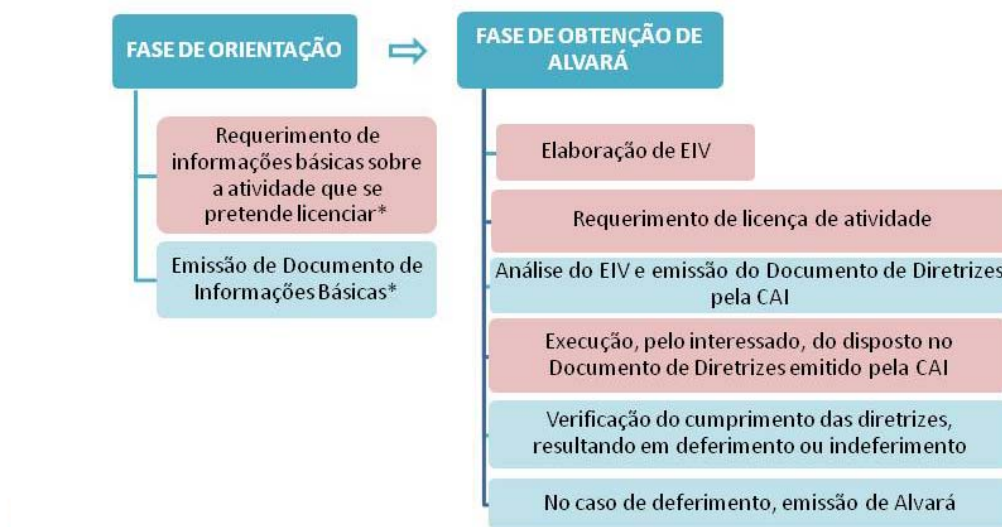 FASE DE ORIENTAÇÃO
Requerimento de
informações básicas sobre
a atividade que se
pretende licenciar*
Emissão de Documento de
Informações Básicas*
FASE DE OBTENÇÃO DE
ALVARÁ
Elaboração de EIV
Requerimento de licença de atividade
Análise do EIV e emissão do Documento de Diretrizes
pela CAI
Execução, pelo interessado, do disposto no
Documento de Diretrizes emitido pela CAI
Verificação do cumprimento das diretrizes,
resultando em deferimento ou indeferimento
No caso de deferimento, emissão de Alvará